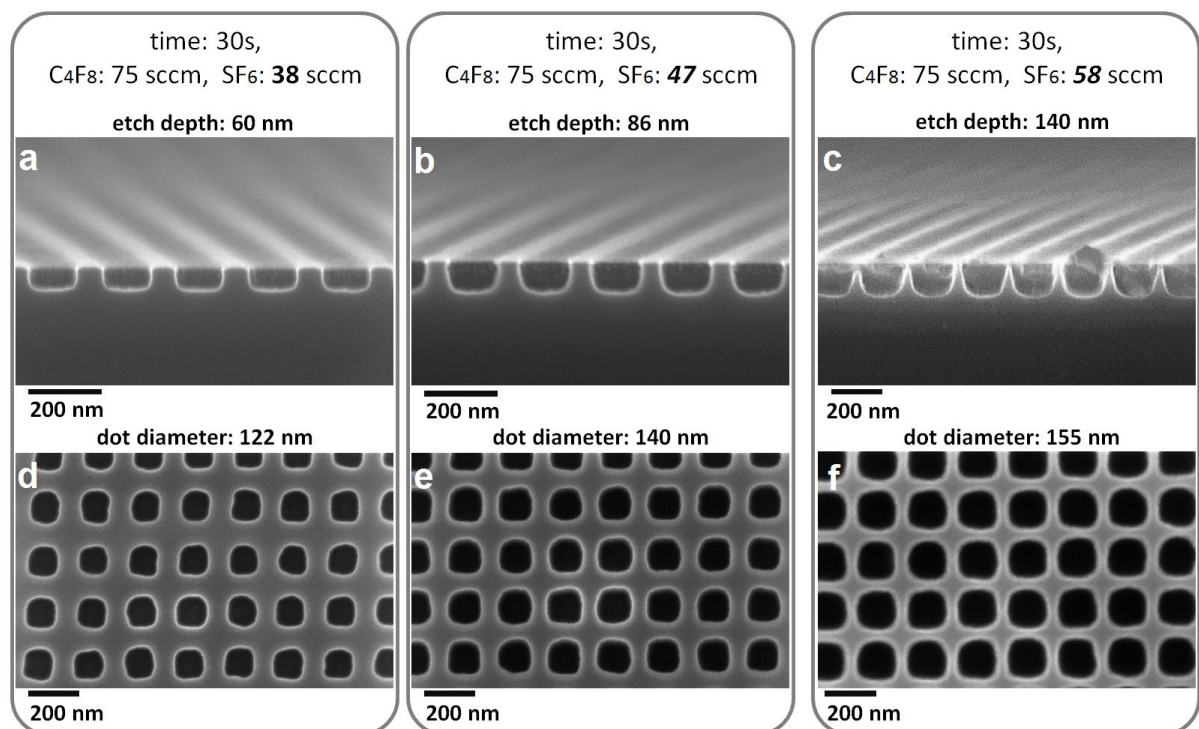 time: 30s,
C4F8: 75 sccm, SF6: 38 sccm
etch depth: 60 nm
a
200 nm
dot diameter: 122 nm
d
200 nm
time: 30s,
C4F8: 75 sccm, SF6: 47 sccm
etch depth: 86 nm
b
200 nm
dot diameter: 140 nm
e
200 nm
time: 30s,
C4F8: 75 sccm, SF6: 58 sccm
etch depth: 140 nm
c
200 nm
dot diameter: 155 nm
f
200 nm